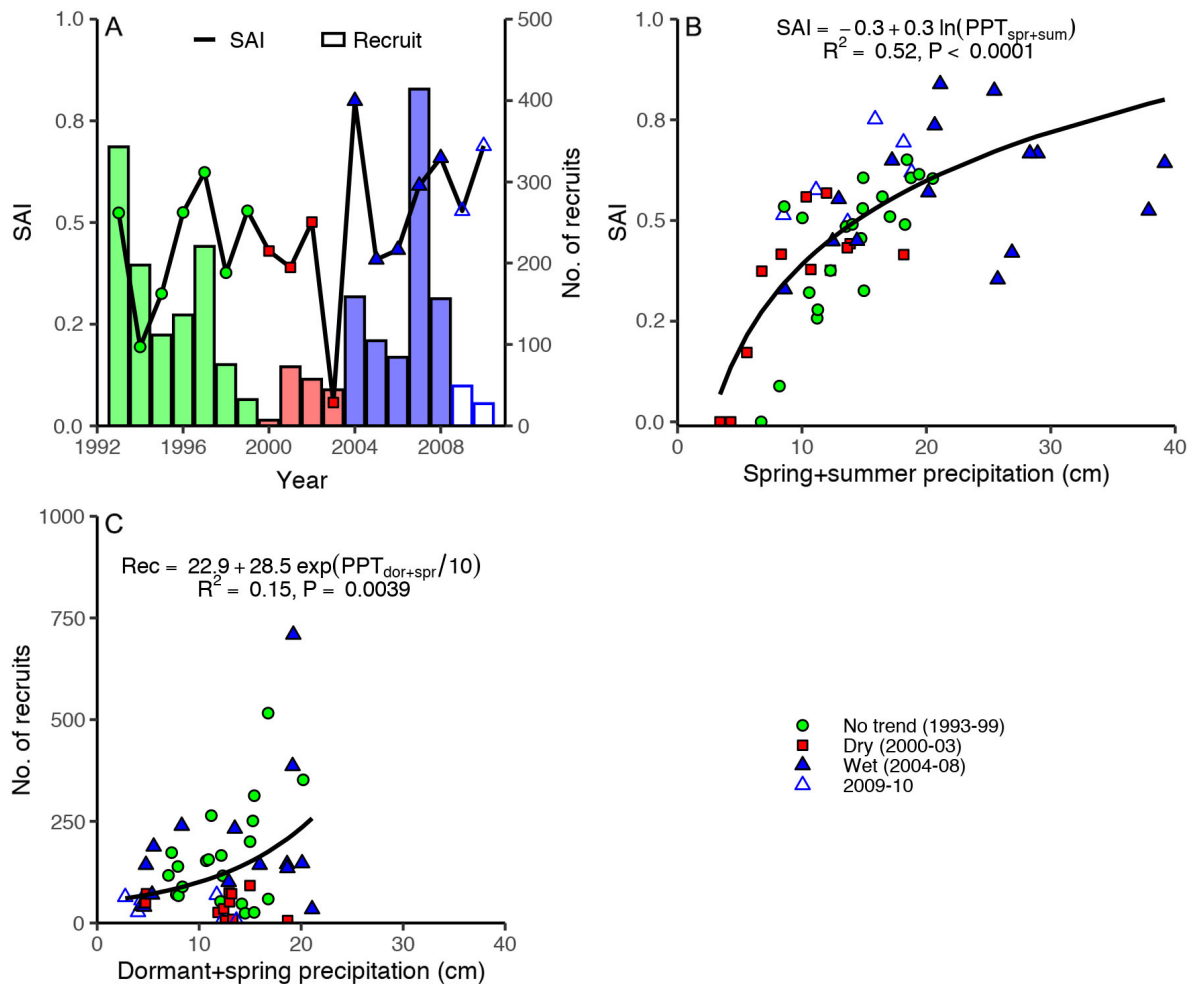 A
SAI
Recruit
1.0
0.8
0.5
0.2
0.0
500
400
300
200
100
0
SAI
No. of recruits
1992 1996 2000 2004 2008
Year
B
SAI = −0.3 + 0.3 ln(PPTspr+sum)
R2 = 0.52, P < 0.0001
1.0
0.8
0.5
0.2
0.0
SAI
0 10 20 30 40
Spring+summer precipitation (cm)
C
Rec = 22.9 + 28.5 exp(PPTdor+spr/10)
R2 = 0.15, P = 0.0039
1000
750
500
250
0
No. of recruits
0 10 20 30 40
Dormant+spring precipitation (cm)
No trend (1993-99)
Dry (2000-03)
Wet (2004-08)
2009-10